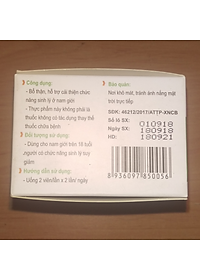 Công dụng:
- Bổ thận, hỗ trợ cải thiện chức
năng sinh lý ở nam giới
- Thực phẩm này không phải là
thuốc không có tác dụng thay thế
thuốc chữa bệnh
Đối tượng sử dụng:
- Dùng cho nam giới trên 18 tuổi
người có chức năng sinh lý suy
giảm
Hướng dẫn sử dụng:
- Uống 2 viên/lần x 2 lần/ ngày
Bảo quản:
Nơi khô mát, tránh ánh nắng mặt
trời trực tiếp
SĐK: 46212/2017/ATTP-XNCB
Số lô SX: 010918
Ngày SX: 180918
HD: 180921
8936097850056